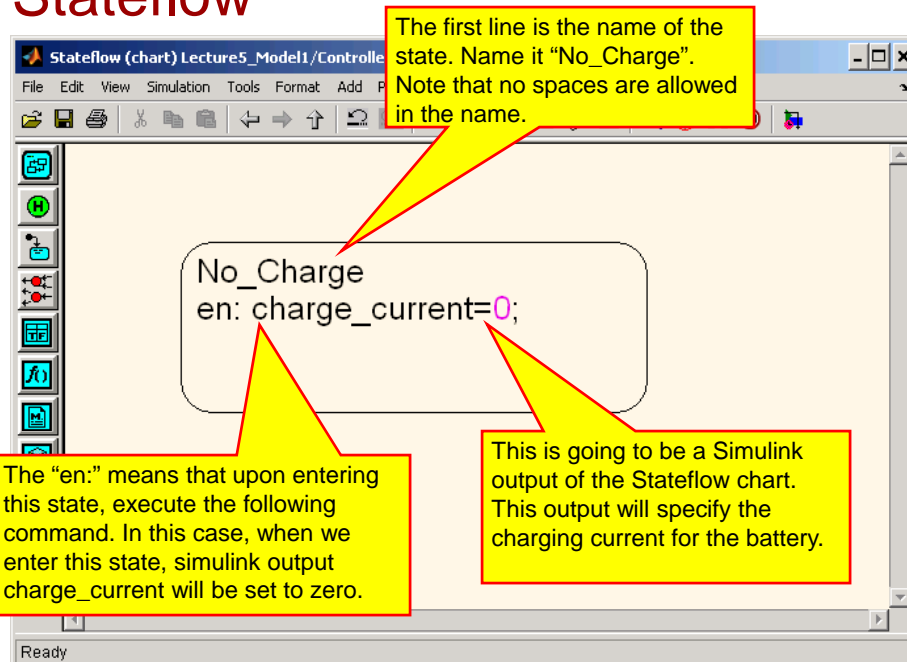 Stateflow
The first line is the name of the
state. Name it “No_Charge”.
Note that no spaces are allowed
in the name.
Stateflow (chart) Lecture5_Model1/Controlle
File Edit View Simulation Tools Format Add P
No_Charge
en: charge_current=0;
The “en:” means that upon entering
this state, execute the following
command. In this case, when we
enter this state, simulink output
charge_current will be set to zero.
This is going to be a Simulink
output of the Stateflow chart.
This output will specify the
charging current for the battery.
Ready